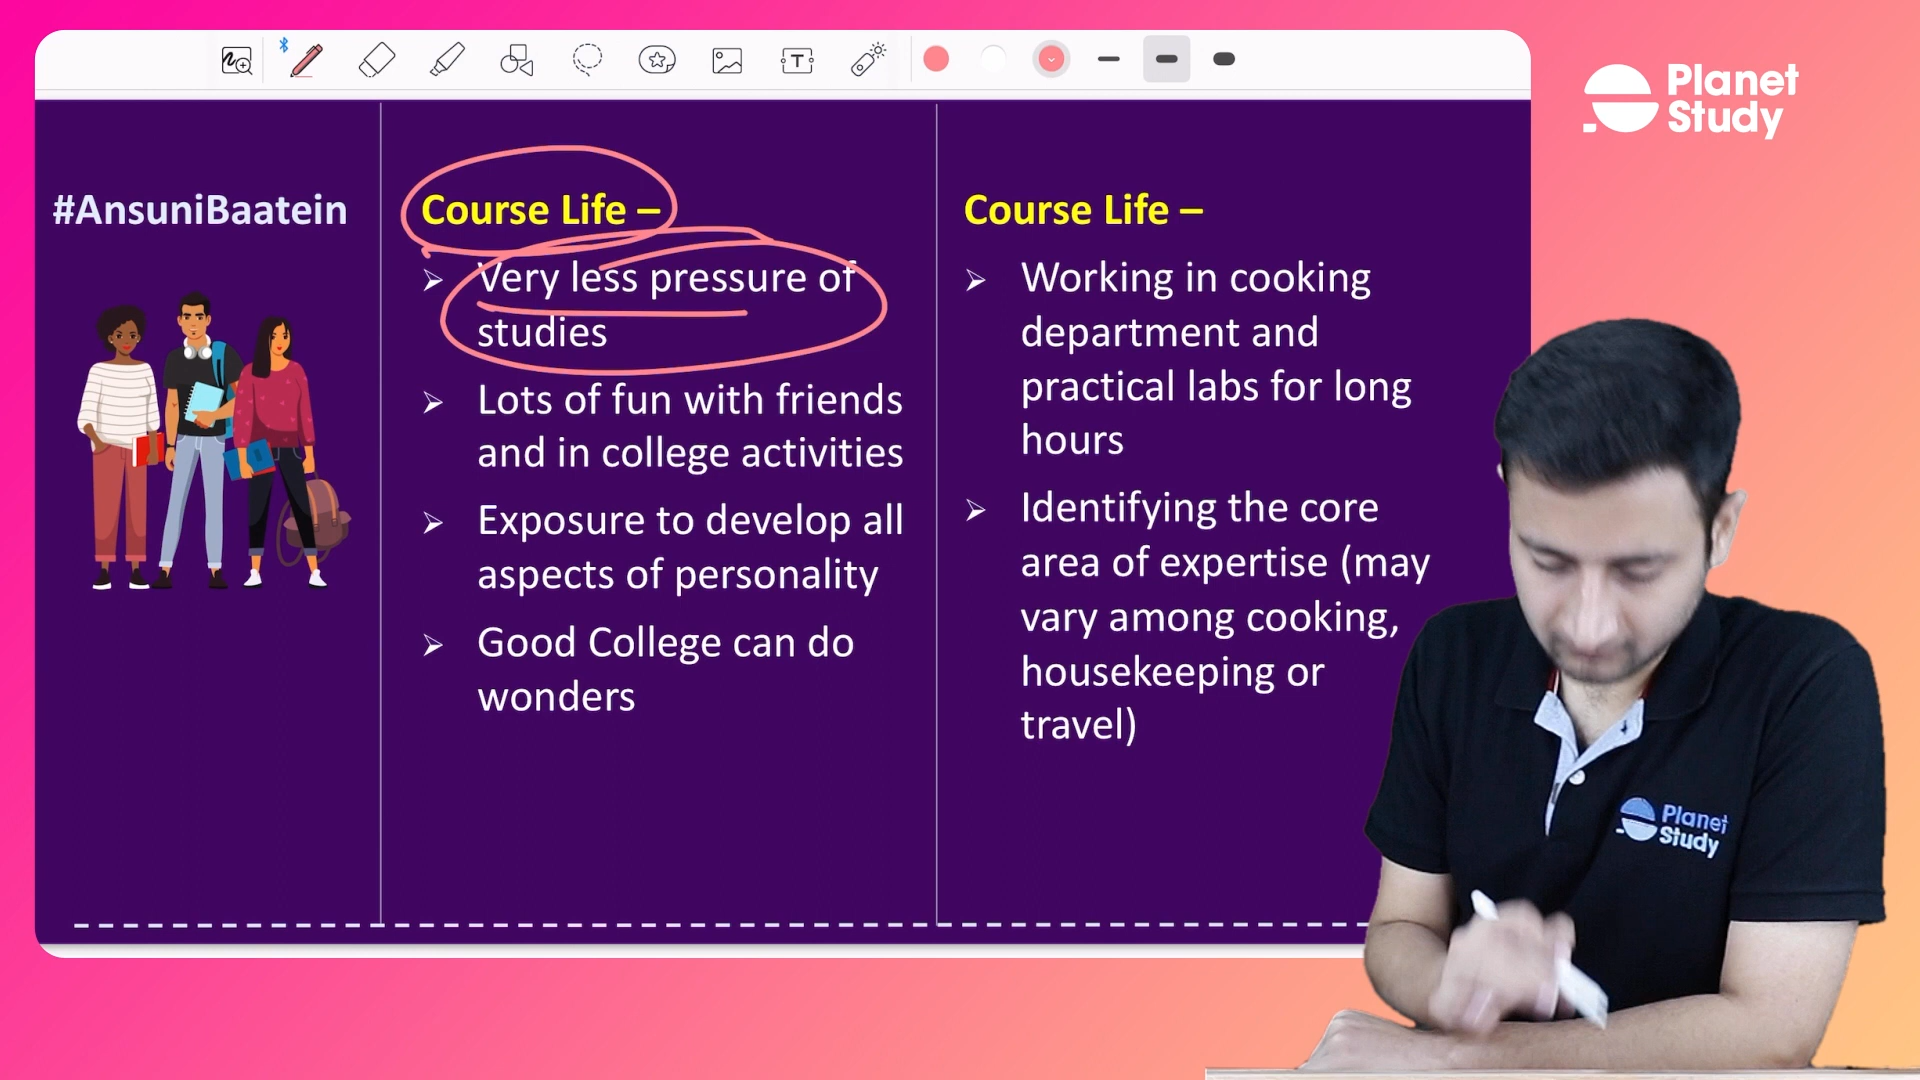 Planet
Study
#AnsuniBaatein
Course Life –
➢ Very less pressure of
studies
➢ Lots of fun with friends
and in college activities
➢ Exposure to develop all
aspects of personality
➢ Good College can do
wonders
Course Life –
➢ Working in cooking
department and
practical labs for long
hours
➢ Identifying the core
area of expertise (may
vary among cooking,
housekeeping or
travel)
Planet
Study